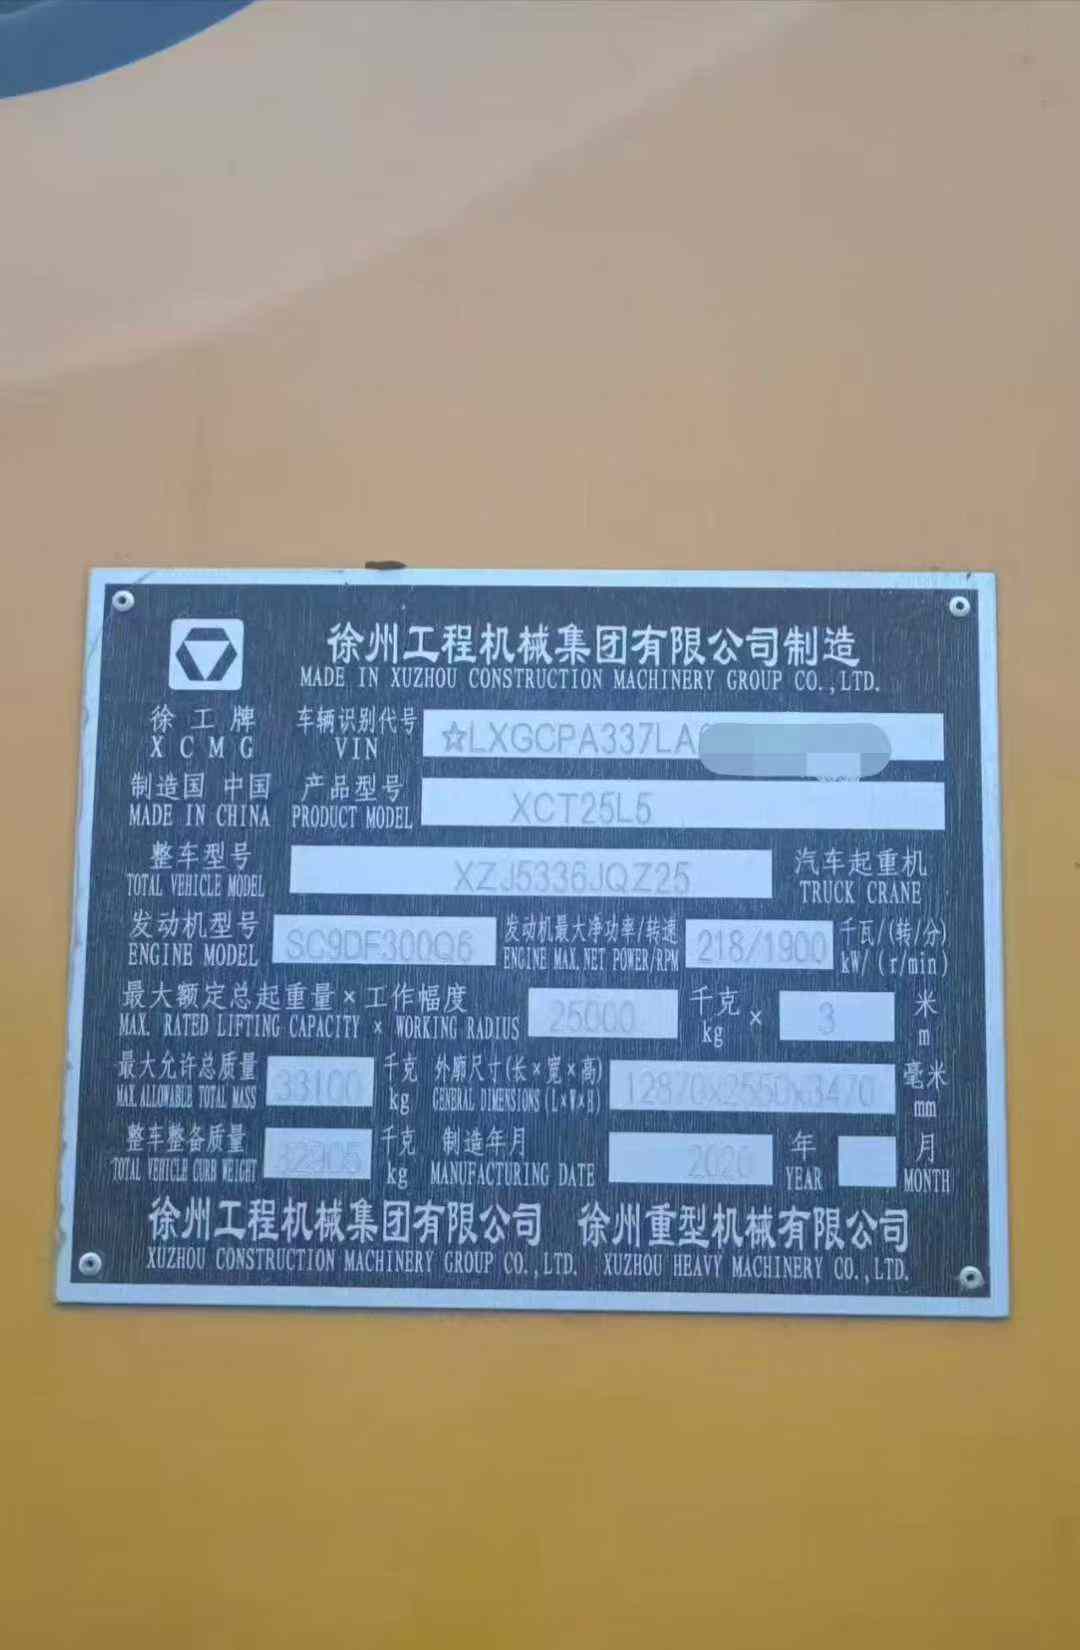 徐州工程机械集团有限公司制造
MADE IN XUZHOU CONSTRUCTION MACHINERY GROUP CO.,LTD.
徐工牌 车辆识别代号 ☆LXGCPA337LA
XCMG VIN
制造国 中国 产品型号 XCT25L5
MADE IN CHINA PRODUCT MODEL
整车型号 XZJ5336JQZ25 汽车起重机
TOTAL VEHICLE MODEL TRUCK CRANE
发动机型号 SC9DF300Q6 发动机最大净功率/转速 218/1900 千瓦/(转/分)
ENGINE MODEL ENGINE MAX.NET POWER/RPM kW/(r/min)
最大额定总起重量×工作幅度 25000 千克 × 3 米
MAX. RATED LIFTING CAPACITY × WORKING RADIUS kg m
最大允许总质量 33100 千克 外廓尺寸(长×宽×高) 12870x2550x3470 毫米
MAX.ALLOWABLE TOTAL MASS kg GENERAL DIMENSIONS(L×W×H) mm
整车整备质量 32905 千克 制造年月 2020 年 月
TOTAL VEHICLE CURB WEIGHT kg MANUFACTURING DATE YEAR MONTH
徐州工程机械集团有限公司 徐州重型机械有限公司
XUZHOU CONSTRUCTION MACHINERY GROUP CO.,LTD. XUZHOU HEAVY MACHINERY CO.,LTD.